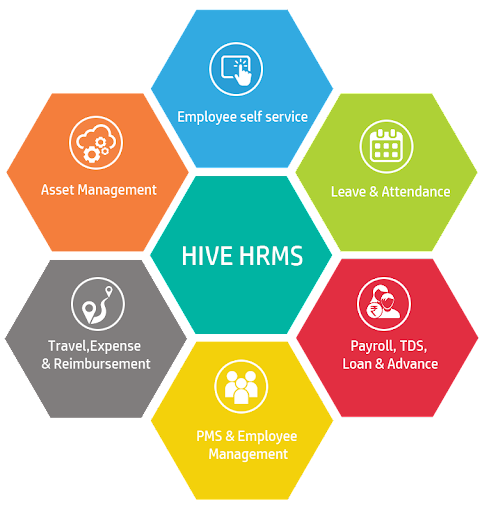 Employee self service
Asset Management
Leave & Attendance
HIVE HRMS
Travel,Expense
& Reimbursement
₹
Payroll, TDS,
Loan & Advance
PMS & Employee
Management